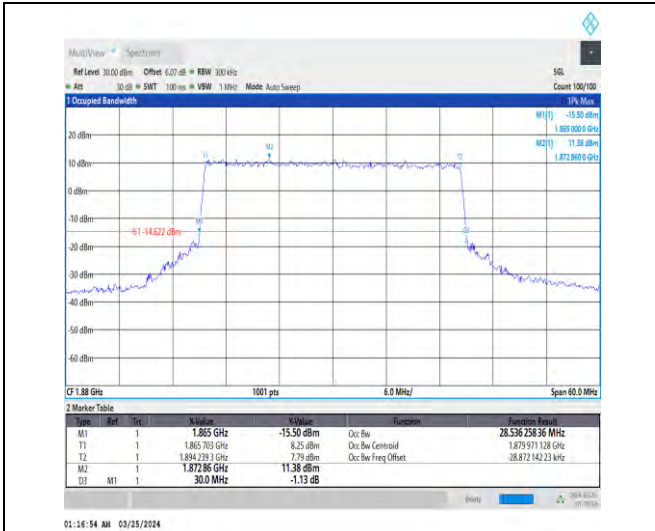 MultiView Spectrum
Ref Level 30.00 dBm Offset 6.07 dB RBW 300 kHz SGL
Att 30 dB SWT 100 ms VBW 1 MHz Mode Auto Sweep Count 100/100
1 Occupied Bandwidth 1Pk Max
M1[1] -15.50 dBm
1.865 000 0 GHz
M2[1] 11.38 dBm
1.872 860 0 GHz
20 dBm
10 dBm
0 dBm
-10 dBm
-20 dBm
-30 dBm
-40 dBm
-50 dBm
-60 dBm
T1
M2
T2
M1
H1 -14.622 dBm
D3
CF 1.88 GHz 1001 pts 6.0 MHz/ Span 60.0 MHz
2 Marker Table
Type Ref Trc X-Value Y-Value Function Function Result
M1 1 1.865 GHz -15.50 dBm Occ Bw 28.536 258 36 MHz
T1 1 1.865 703 GHz 8.25 dBm Occ Bw Centroid 1.879 971 128 GHz
T2 1 1.894 239 3 GHz 7.79 dBm Occ Bw Freq Offset -28.872 142 23 kHz
M2 1 1.872 86 GHz 11.38 dBm
D3 M1 1 30.0 MHz -1.13 dB
Ready
01:16:54 AM 03/25/2024